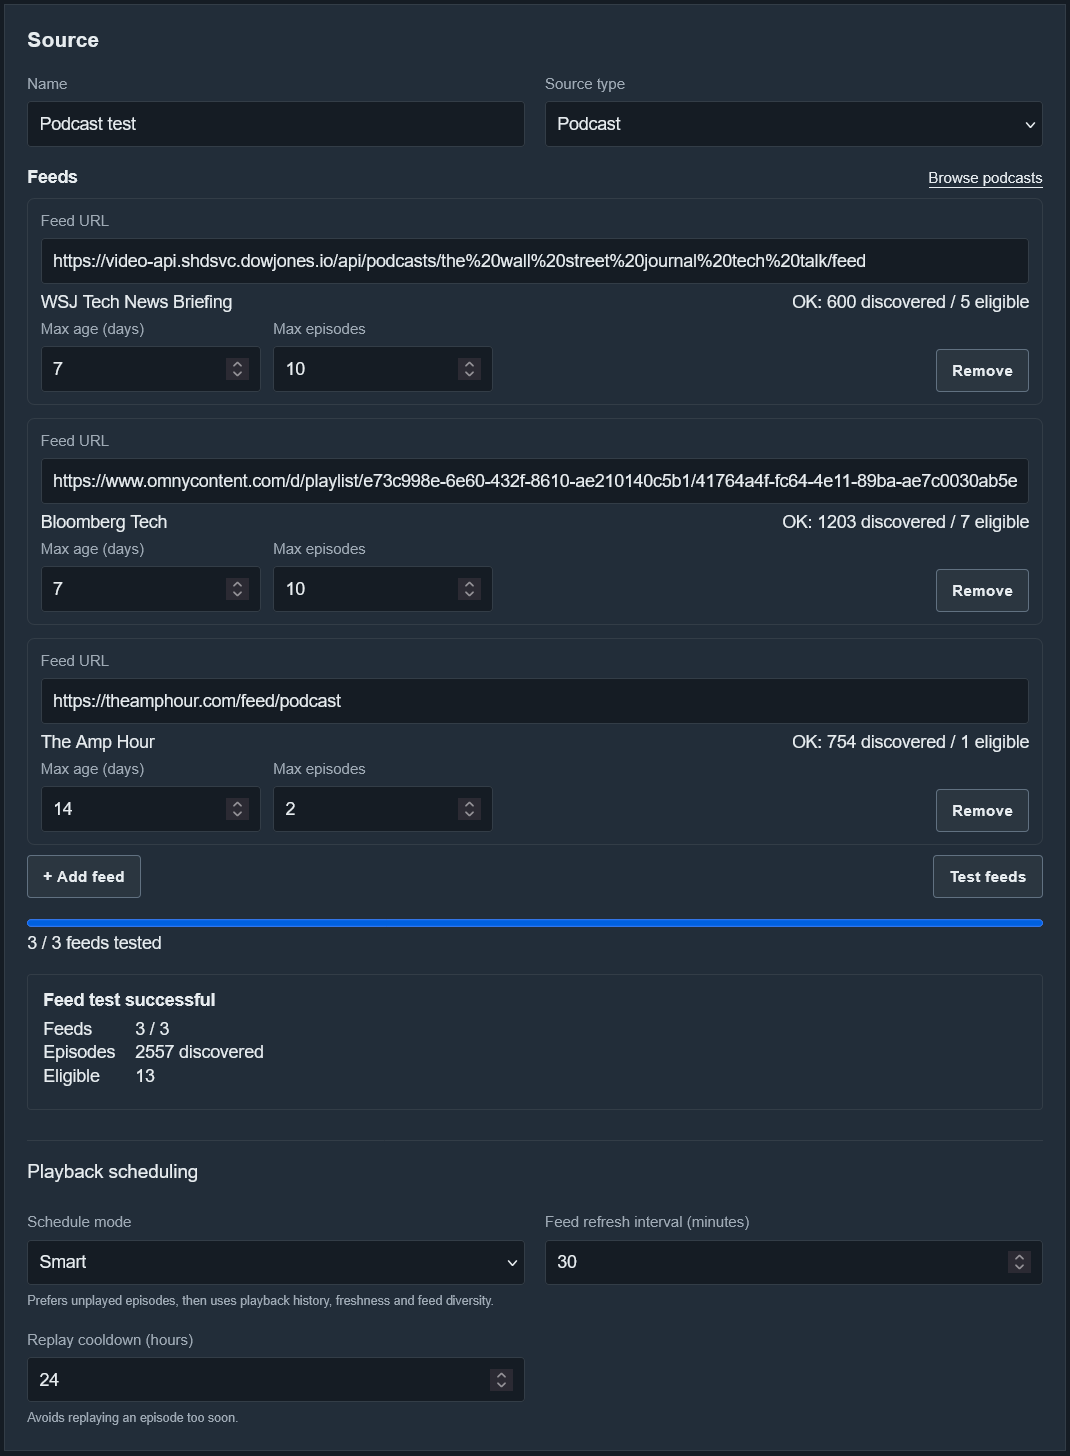 Source
Name
Source type
Podcast test
Podcast
Feeds
Browse podcasts
Feed URL
https://video-api.shdsvc.dowjones.io/api/podcasts/the%20wall%20street%20journal%20tech%20talk/feed
WSJ Tech News Briefing
OK: 600 discovered / 5 eligible
Max age (days)
Max episodes
7
10
Remove
Feed URL
https://www.omnycontent.com/d/playlist/e73c998e-6e60-432f-8610-ae210140c5b1/41764a4f-fc64-4e11-89ba-ae7c0030ab5e
Bloomberg Tech
OK: 1203 discovered / 7 eligible
Max age (days)
Max episodes
7
10
Remove
Feed URL
https://theamphour.com/feed/podcast
The Amp Hour
OK: 754 discovered / 1 eligible
Max age (days)
Max episodes
14
2
Remove
+ Add feed
Test feeds
3 / 3 feeds tested
Feed test successful
Feeds 3 / 3
Episodes 2557 discovered
Eligible 13
Playback scheduling
Schedule mode
Feed refresh interval (minutes)
Smart
30
Prefers unplayed episodes, then uses playback history, freshness and feed diversity.
Replay cooldown (hours)
24
Avoids replaying an episode too soon.